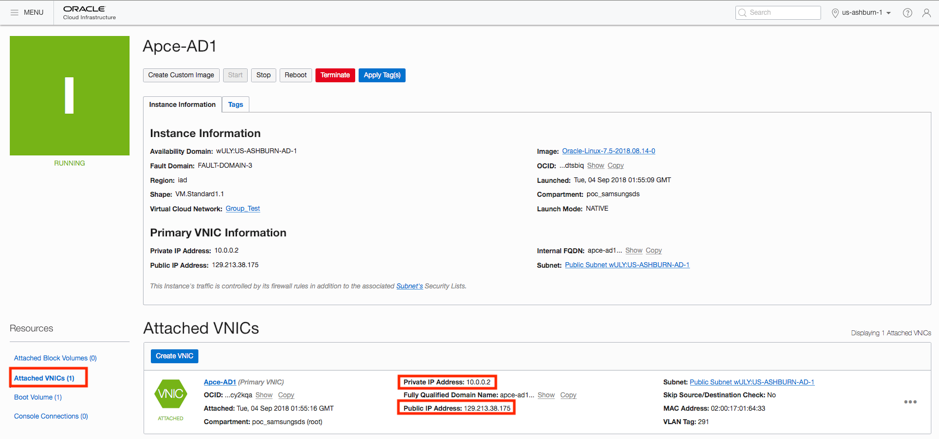 MENU
ORACLE
Cloud Infrastructure
Search
us-ashburn-1
Apce-AD1
Create Custom Image
Start
Stop
Reboot
Terminate
Apply Tag(s)
I
RUNNING
Instance Information
Tags
Instance Information
Availability Domain: wULY:US-ASHBURN-AD-1
Image: Oracle-Linux-7.5-2018.08.14-0
Fault Domain: FAULT-DOMAIN-3
OCID: ...dtsbiq Show Copy
Region: iad
Launched: Tue, 04 Sep 2018 01:55:09 GMT
Shape: VM.Standard1.1
Compartment: poc_samsungsds
Virtual Cloud Network: Group_Test
Launch Mode: NATIVE
Primary VNIC Information
Private IP Address: 10.0.0.2
Internal FQDN: apce-ad1... Show Copy
Public IP Address: 129.213.38.175
Subnet: Public Subnet wULY:US-ASHBURN-AD-1
This Instance's traffic is controlled by its firewall rules in addition to the associated Subnet's Security Lists.
Resources
Attached Block Volumes (0)
Attached VNICs (1)
Boot Volume (1)
Console Connections (0)
Attached VNICs
Displaying 1 Attached VNICs
Create VNIC
VNIC
ATTACHED
Apce-AD1 (Primary VNIC)
OCID: ...cy2kqa Show Copy
Attached: Tue, 04 Sep 2018 01:55:16 GMT
Compartment: poc_samsungsds (root)
Private IP Address: 10.0.0.2
Fully Qualified Domain Name: apce-ad1... Show Copy
Public IP Address: 129.213.38.175
Subnet: Public Subnet wULY:US-ASHBURN-AD-1
Skip Source/Destination Check: No
MAC Address: 02:00:17:01:64:33
VLAN Tag: 291